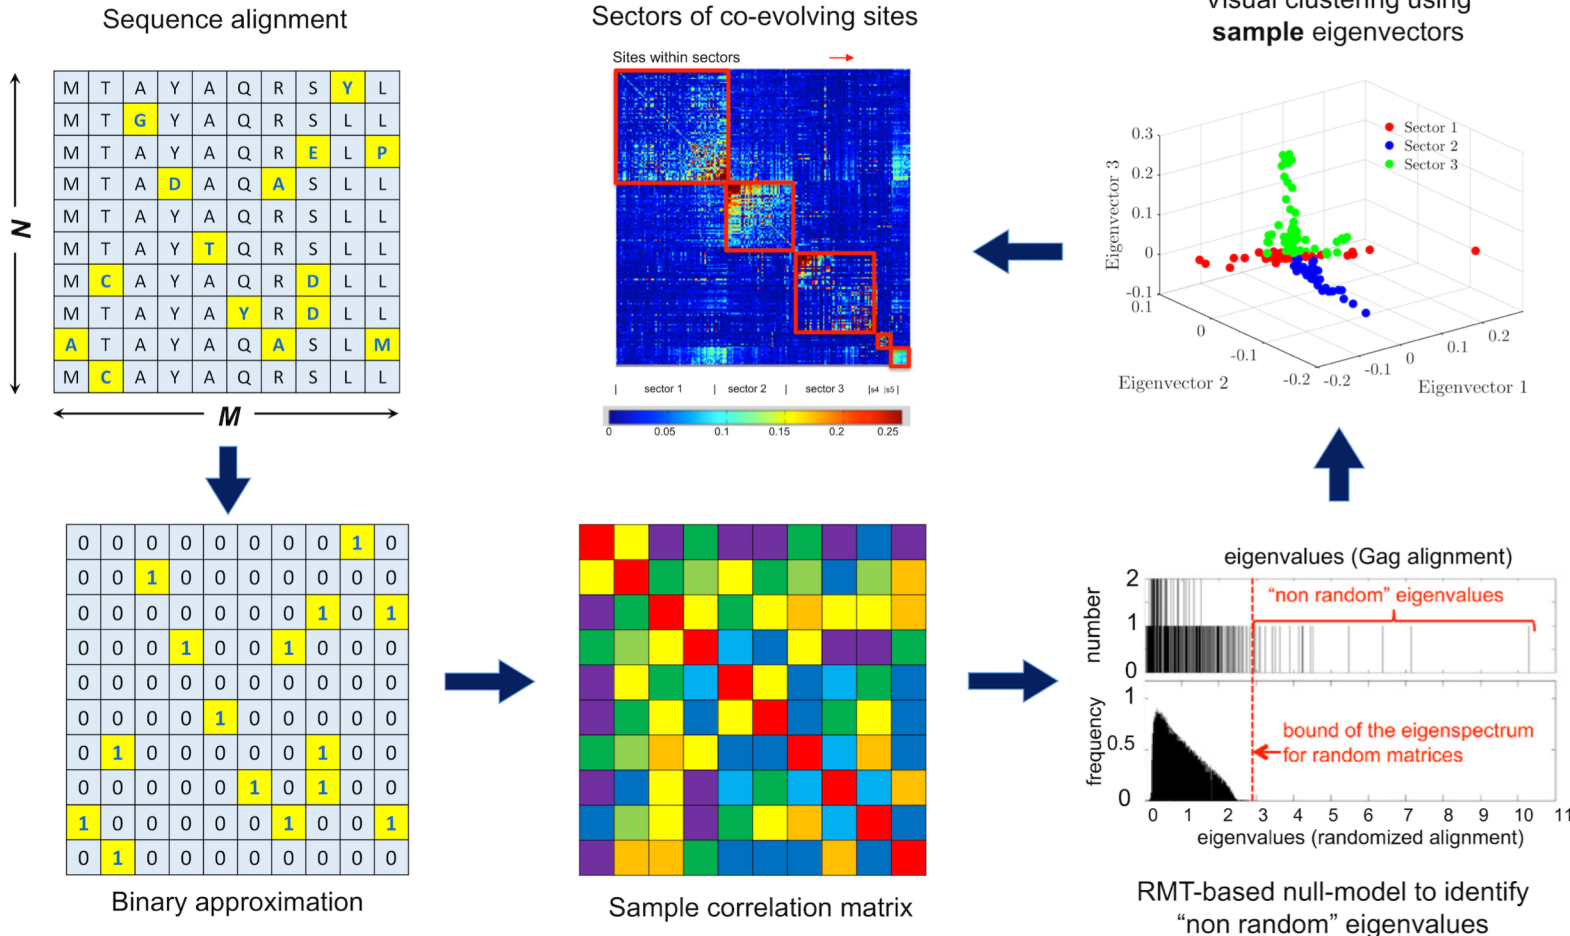 Sequence alignment
N
M T A Y A Q R S Y L
M T G Y A Q R S L L
M T A Y A Q R E L P
M T A D A Q A S L L
M T A Y A Q R S L L
M T A Y T Q R S L L
M C A Y A Q R D L L
M T A Y A Y R D L L
A T A Y A Q A S L M
M C A Y A Q R S L L
M
Sectors of co-evolving sites
Sites within sectors
sector 1 sector 2 sector 3 s4 s5
0 0.05 0.1 0.15 0.2 0.25
Visual clustering using
sample eigenvectors
Sector 1
Sector 2
Sector 3
Eigenvector 3
0.3
0.2
0.1
0
-0.1
0.1
0
-0.1
-0.2
Eigenvector 2
-0.2
-0.1
0
0.1
0.2
Eigenvector 1
0 0 0 0 0 0 0 0 1 0
0 0 1 0 0 0 0 0 0 0
0 0 0 0 0 0 0 1 0 1
0 0 0 1 0 0 1 0 0 0
0 0 0 0 0 0 0 0 0 0
0 0 0 0 1 0 0 0 0 0
0 1 0 0 0 0 0 1 0 0
0 0 0 0 0 1 0 1 0 0
1 0 0 0 0 0 1 0 0 1
0 1 0 0 0 0 0 0 0 0
Binary approximation
Sample correlation matrix
eigenvalues (Gag alignment)
number
2
1
0
"non random" eigenvalues
frequency
1
0.5
0
bound of the eigenspectrum
for random matrices
0 1 2 3 4 5 6 7 8 9 10 11
eigenvalues (randomized alignment)
RMT-based null-model to identify
“non random” eigenvalues